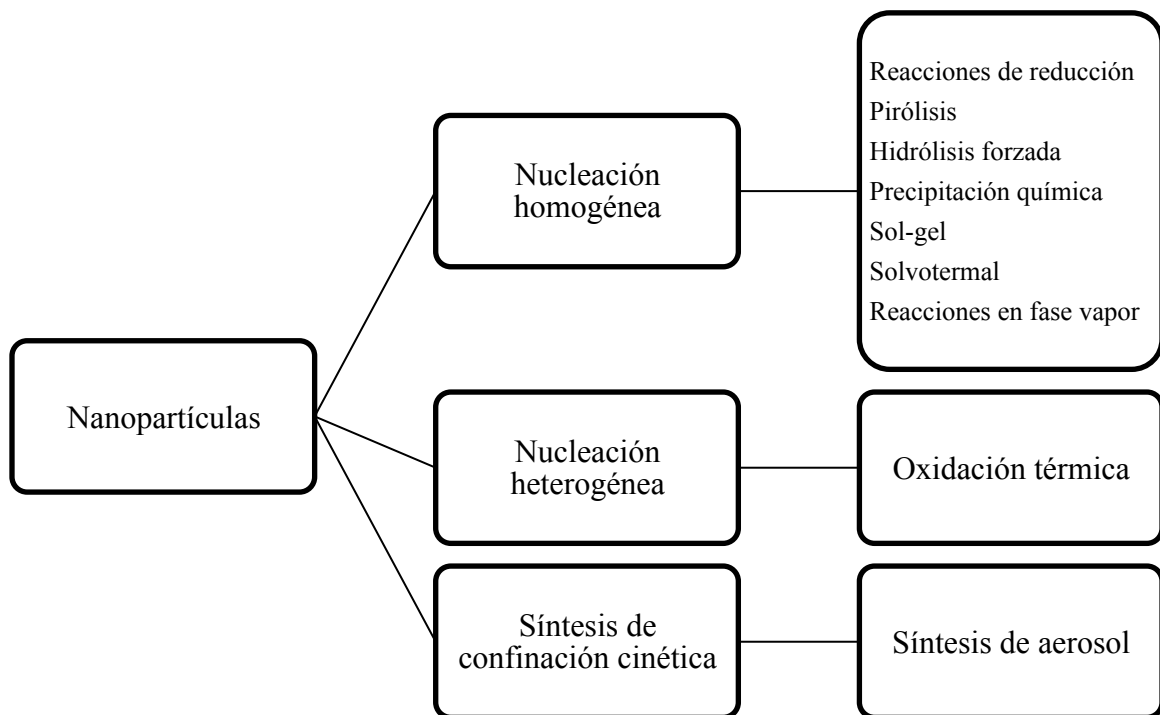 Nanopartículas
Nucleación
homogénea
Reacciones de reducción
Pirólisis
Hidrólisis forzada
Precipitación química
Sol-gel
Solvotermal
Reacciones en fase vapor
Nucleación
heterogénea
Oxidación térmica
Síntesis de
confinación cinética
Síntesis de aerosol